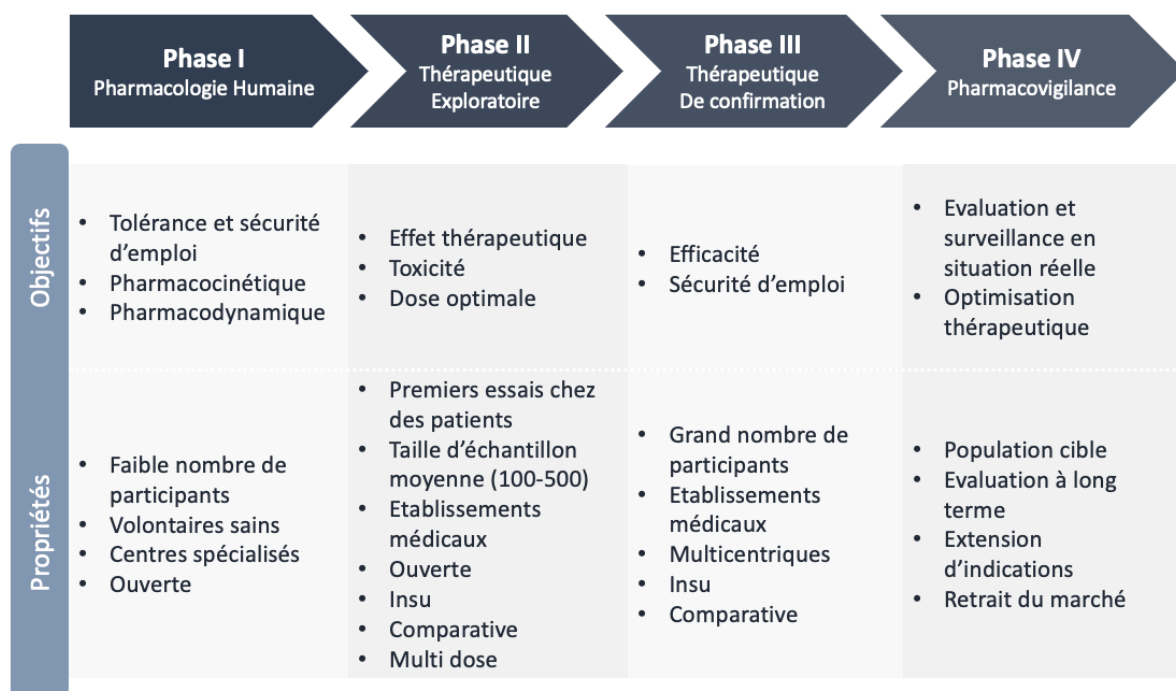 Phase I
Pharmacologie Humaine
Phase II
Thérapeutique
Exploratoire
Phase III
Thérapeutique
De confirmation
Phase IV
Pharmacovigilance
Objectifs
• Tolérance et sécurité
d’emploi
• Pharmacocinétique
• Pharmacodynamique
• Effet thérapeutique
• Toxicité
• Dose optimale
• Efficacité
• Sécurité d’emploi
• Evaluation et
surveillance en
situation réelle
• Optimisation
thérapeutique
Propriétés
• Faible nombre de
participants
• Volontaires sains
• Centres spécialisés
• Ouverte
• Premiers essais chez
des patients
• Taille d’échantillon
moyenne (100-500)
• Etablissements
médicaux
• Ouverte
• Insu
• Comparative
• Multi dose
• Grand nombre de
participants
• Etablissements
médicaux
• Multicentriques
• Insu
• Comparative
• Population cible
• Evaluation à long
terme
• Extension
d’indications
• Retrait du marché